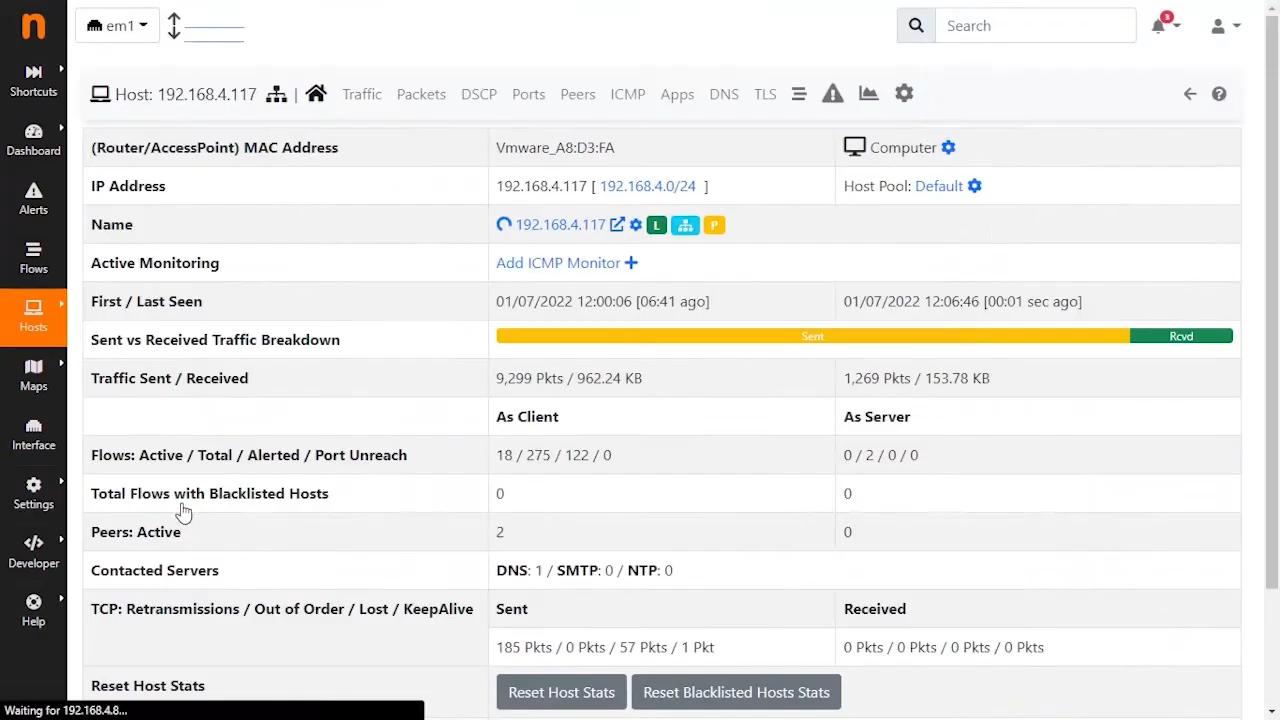 n
em1
Search
3
Shortcuts
Dashboard
Alerts
Flows
Hosts
Maps
Interface
Settings
Developer
Help
Host: 192.168.4.117 | Traffic Packets DSCP Ports Peers ICMP Apps DNS TLS
(Router/AccessPoint) MAC Address Vmware_A8:D3:FA Computer
IP Address 192.168.4.117 [ 192.168.4.0/24 ] Host Pool: Default
Name 192.168.4.117 L P
Active Monitoring Add ICMP Monitor +
First / Last Seen 01/07/2022 12:00:06 [06:41 ago] 01/07/2022 12:06:46 [00:01 sec ago]
Sent vs Received Traffic Breakdown Sent Rcvd
Traffic Sent / Received 9,299 Pkts / 962.24 KB 1,269 Pkts / 153.78 KB
As Client As Server
Flows: Active / Total / Alerted / Port Unreach 18 / 275 / 122 / 0 0 / 2 / 0 / 0
Total Flows with Blacklisted Hosts 0 0
Peers: Active 2 0
Contacted Servers DNS: 1 / SMTP: 0 / NTP: 0
TCP: Retransmissions / Out of Order / Lost / KeepAlive Sent Received
185 Pkts / 0 Pkts / 57 Pkts / 1 Pkt 0 Pkts / 0 Pkts / 0 Pkts / 0 Pkts
Reset Host Stats Reset Host Stats Reset Blacklisted Hosts Stats
Waiting for 192.168.4.8...